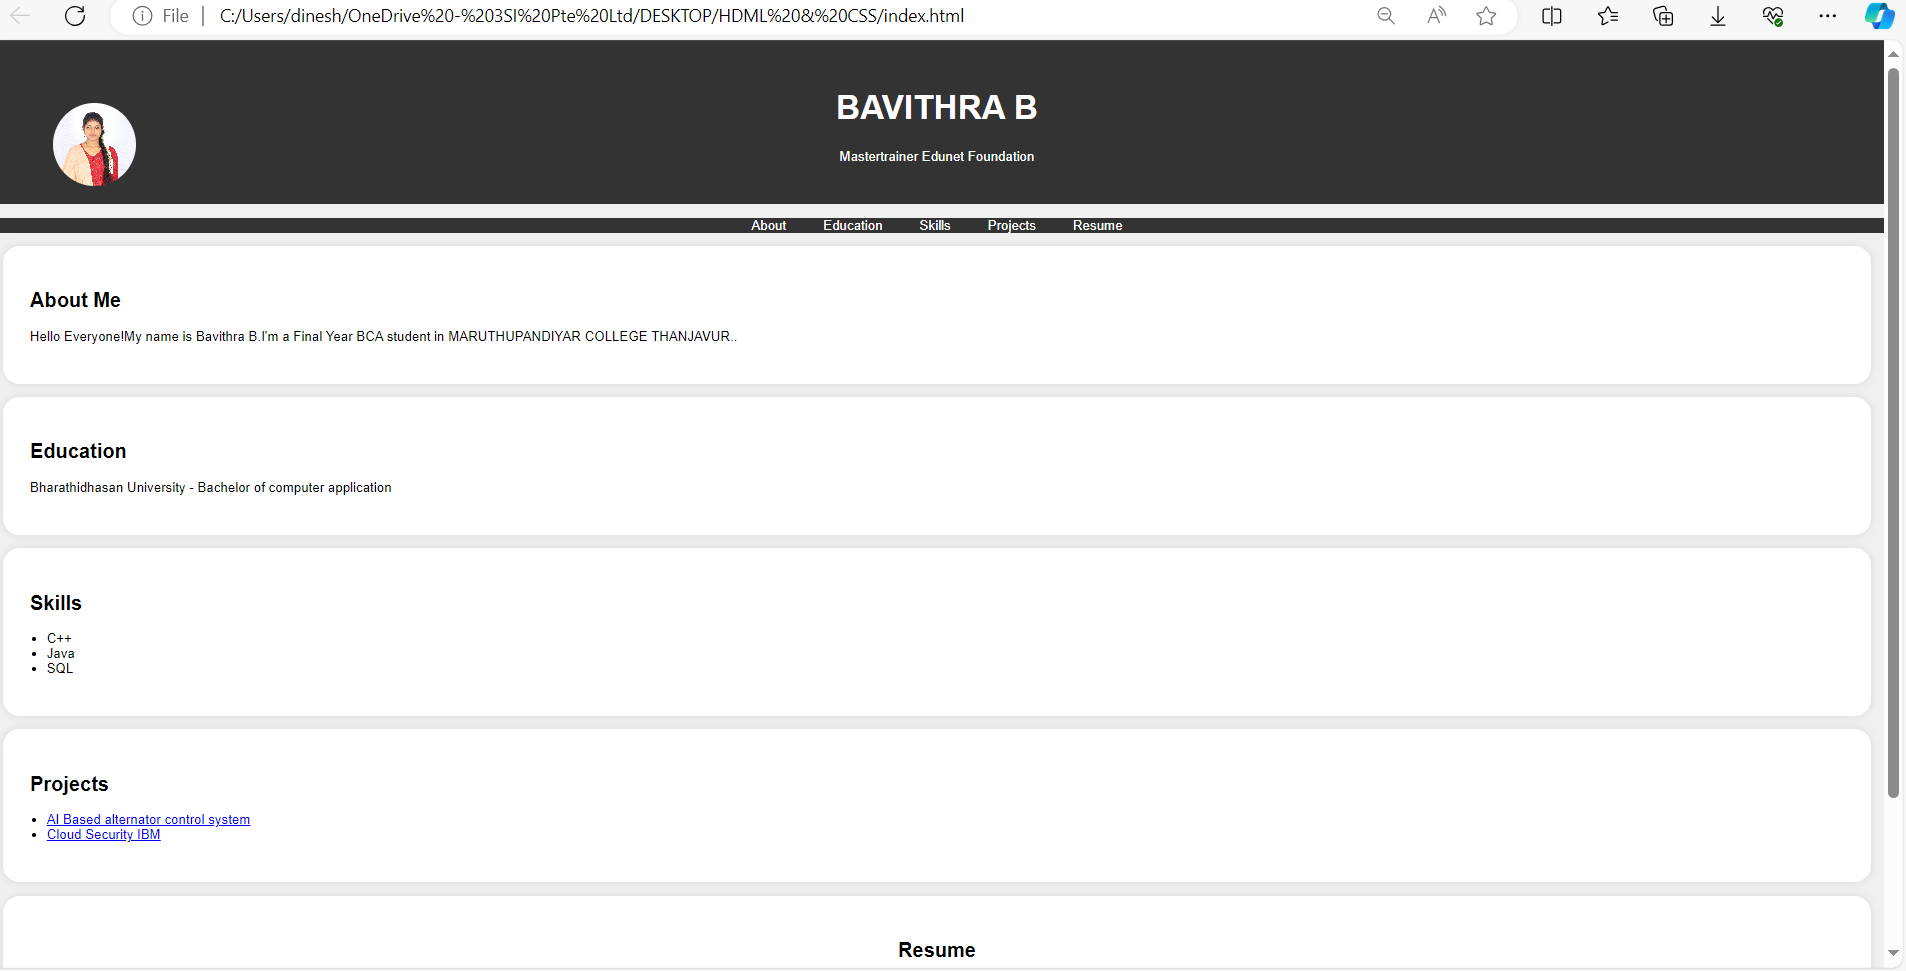 File | C:/Users/dinesh/OneDrive%20-%203SI%20Pte%20Ltd/DESKTOP/HDML%20&%20CSS/index.html
BAVITHRA B
Mastertrainer Edunet Foundation
About Education Skills Projects Resume
About Me
Hello Everyone!My name is Bavithra B.I'm a Final Year BCA student in MARUTHUPANDIYAR COLLEGE THANJAVUR..
Education
Bharathidhasan University - Bachelor of computer application
Skills
• C++
• Java
• SQL
Projects
• AI Based alternator control system
• Cloud Security IBM
Resume